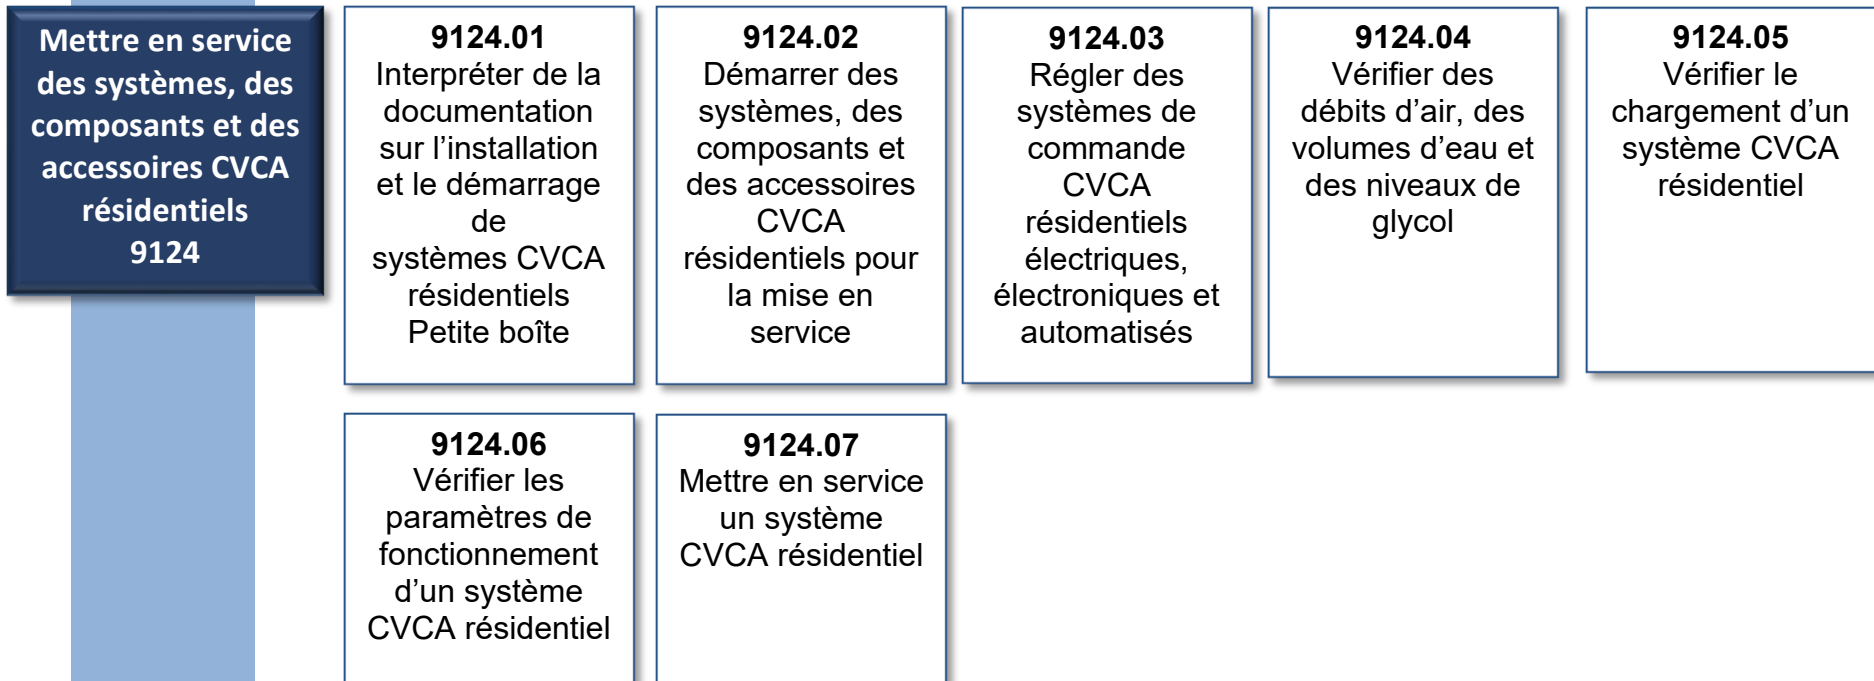 Mettre en service
des systèmes, des
composants et des
accessoires CVCA
résidentiels
9124
9124.01
Interpréter de la
documentation
sur l’installation
et le démarrage
de
systèmes CVCA
résidentiels
Petite boîte
9124.02
Démarrer des
systèmes, des
composants et
des accessoires
CVCA
résidentiels pour
la mise en
service
9124.03
Régler des
systèmes de
commande
CVCA
résidentiels
électriques,
électroniques et
automatisés
9124.04
Vérifier des
débits d’air, des
volumes d’eau et
des niveaux de
glycol
9124.05
Vérifier le
chargement d’un
système CVCA
résidentiel
9124.06
Vérifier les
paramètres de
fonctionnement
d’un système
CVCA résidentiel
9124.07
Mettre en service
un système
CVCA résidentiel